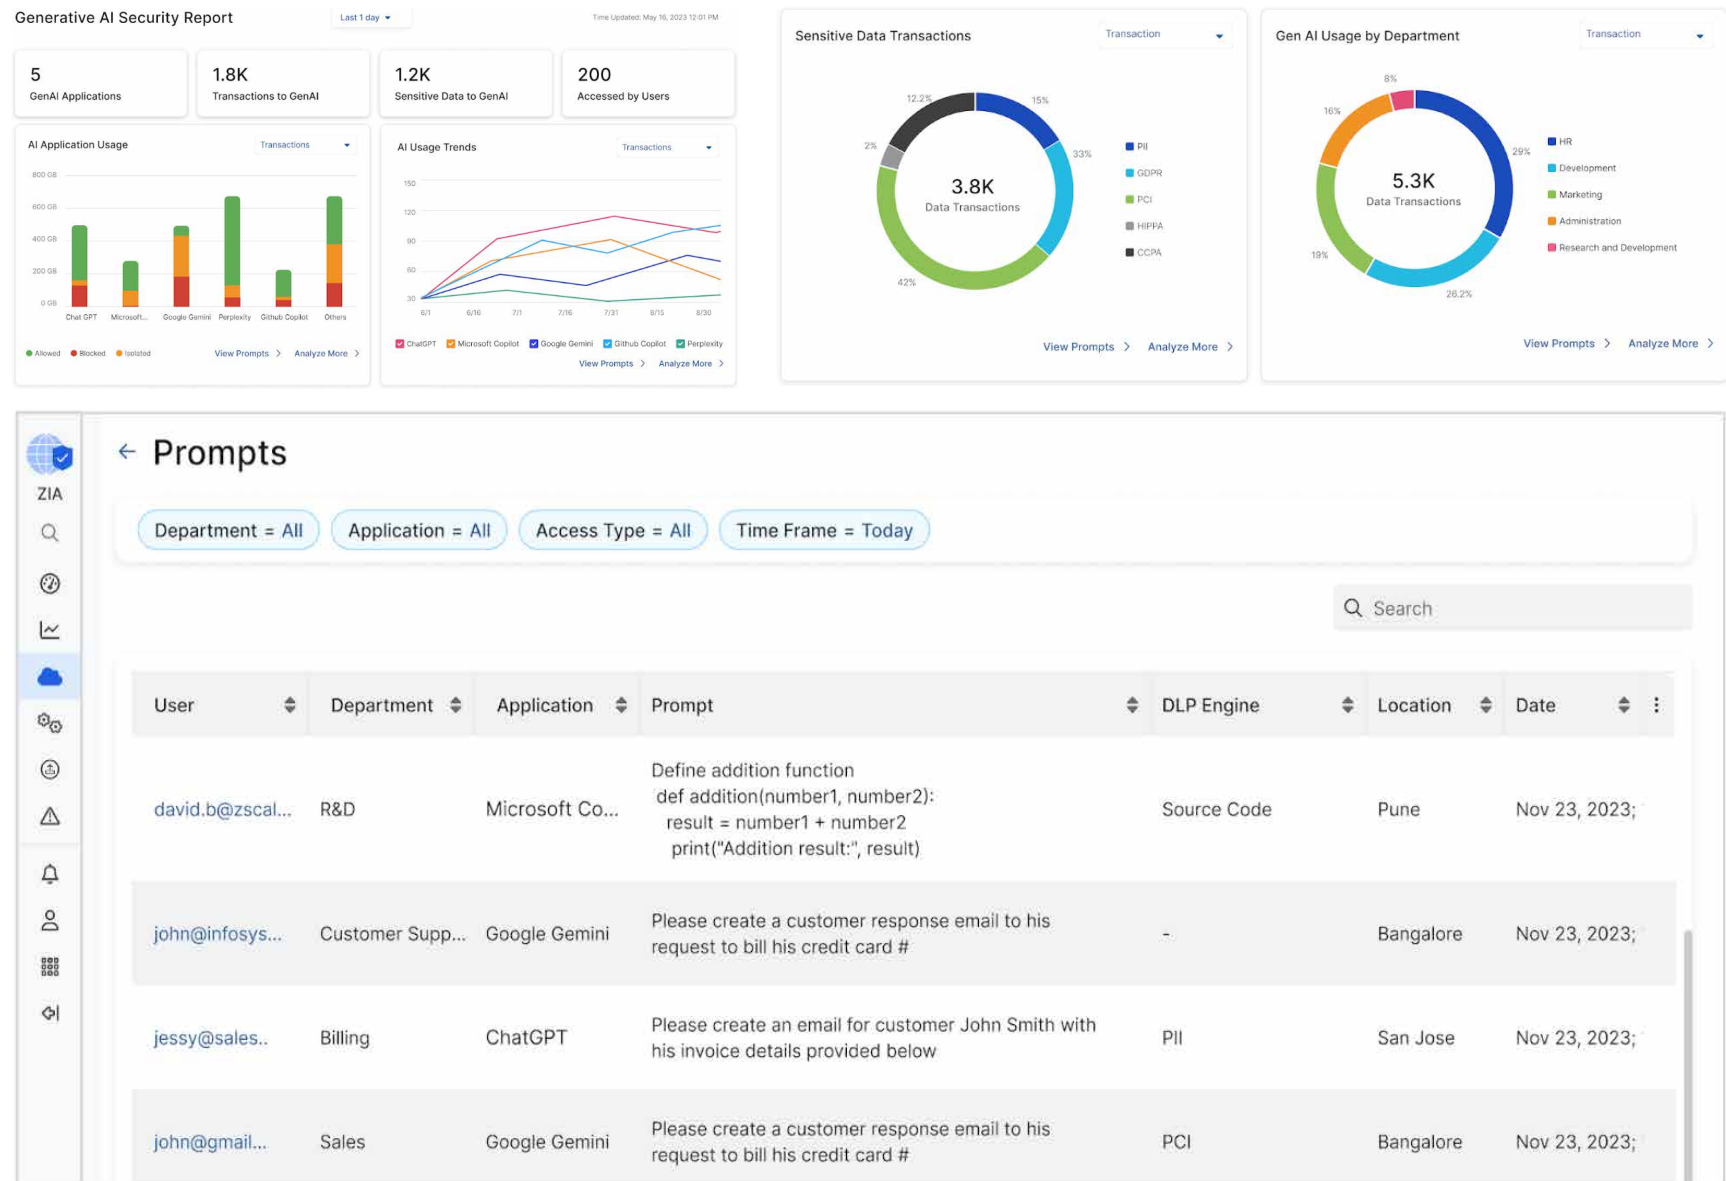 Generative AI Security Report
Last 1 day
Time Updated: May 16, 2023 12:01 PM
5
GenAI Applications
1.8K
Transactions to GenAI
1.2K
Sensitive Data to GenAI
200
Accessed by Users
AI Application Usage
Transactions
800 GB
600 GB
400 GB
200 GB
0 GB
Chat GPT
Microsoft...
Google Gemini
Perplexity
Github Copilot
Others
Allowed
Blocked
Isolated
View Prompts
Analyze More
AI Usage Trends
Transactions
150
120
90
60
30
6/1
6/16
7/1
7/16
7/31
8/15
8/30
ChatGPT
Microsoft Copilot
Google Gemini
Github Copilot
Perplexity
View Prompts
Analyze More
Sensitive Data Transactions
Transaction
12.2%
15%
2%
33%
42%
3.8K
Data Transactions
PII
GDPR
PCI
HIPPA
CCPA
View Prompts
Analyze More
Gen AI Usage by Department
Transaction
8%
16%
29%
19%
26.2%
5.3K
Data Transactions
HR
Development
Marketing
Administration
Research and Development
View Prompts
Analyze More
ZIA
Prompts
Department = All
Application = All
Access Type = All
Time Frame = Today
Search
User
Department
Application
Prompt
DLP Engine
Location
Date
david.b@zscal...
R&D
Microsoft Co...
Define addition function
def addition(number1, number2):
result = number1 + number2
print("Addition result:", result)
Source Code
Pune
Nov 23, 2023;
john@infosys...
Customer Supp...
Google Gemini
Please create a customer response email to his
request to bill his credit card #
-
Bangalore
Nov 23, 2023;
jessy@sales..
Billing
ChatGPT
Please create an email for customer John Smith with
his invoice details provided below
PII
San Jose
Nov 23, 2023;
john@gmail...
Sales
Google Gemini
Please create a customer response email to his
request to bill his credit card #
PCI
Bangalore
Nov 23, 2023;